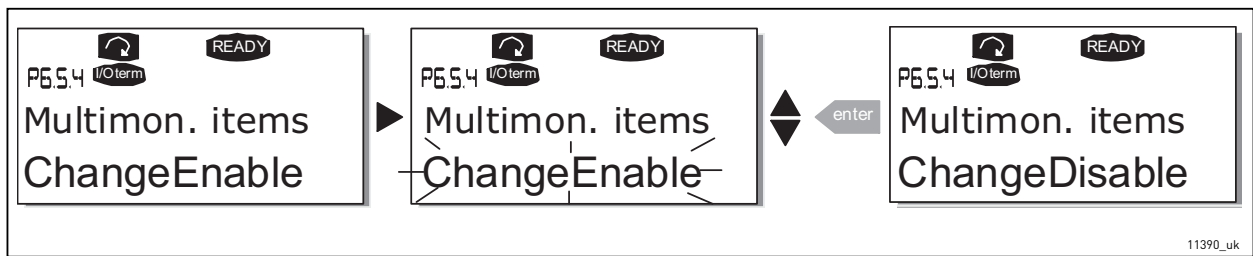 READY
P6.5.4 I/Oterm
Multimon. items
ChangeEnable
READY
P6.5.4 I/Oterm
Multimon. items
ChangeEnable
enter
READY
P6.5.4 I/Oterm
Multimon. items
ChangeDisable
11390_uk